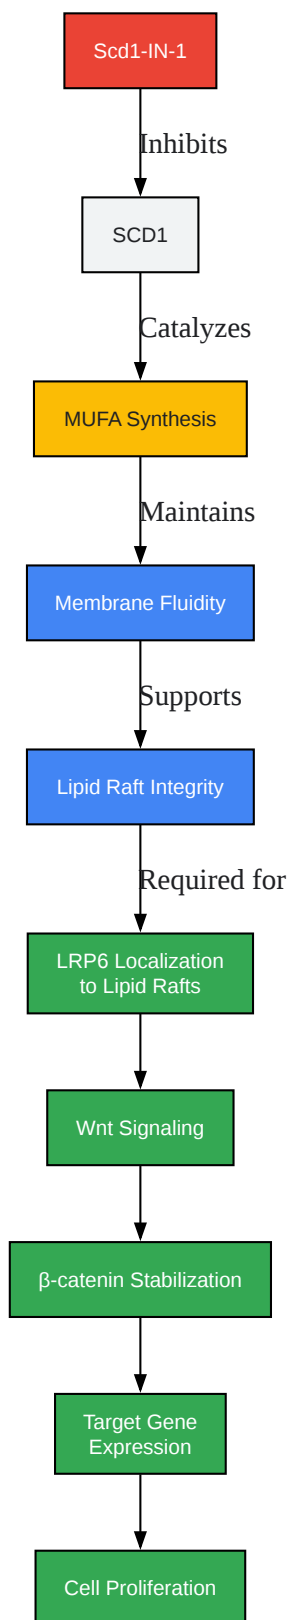 Scd1-IN-1
Inhibits
SCD1
Catalyzes
MUFA Synthesis
Maintains
Membrane Fluidity
Supports
Lipid Raft Integrity
Required for
LRP6 Localization
to Lipid Rafts
Wnt Signaling
β-catenin Stabilization
Target Gene
Expression
Cell Proliferation